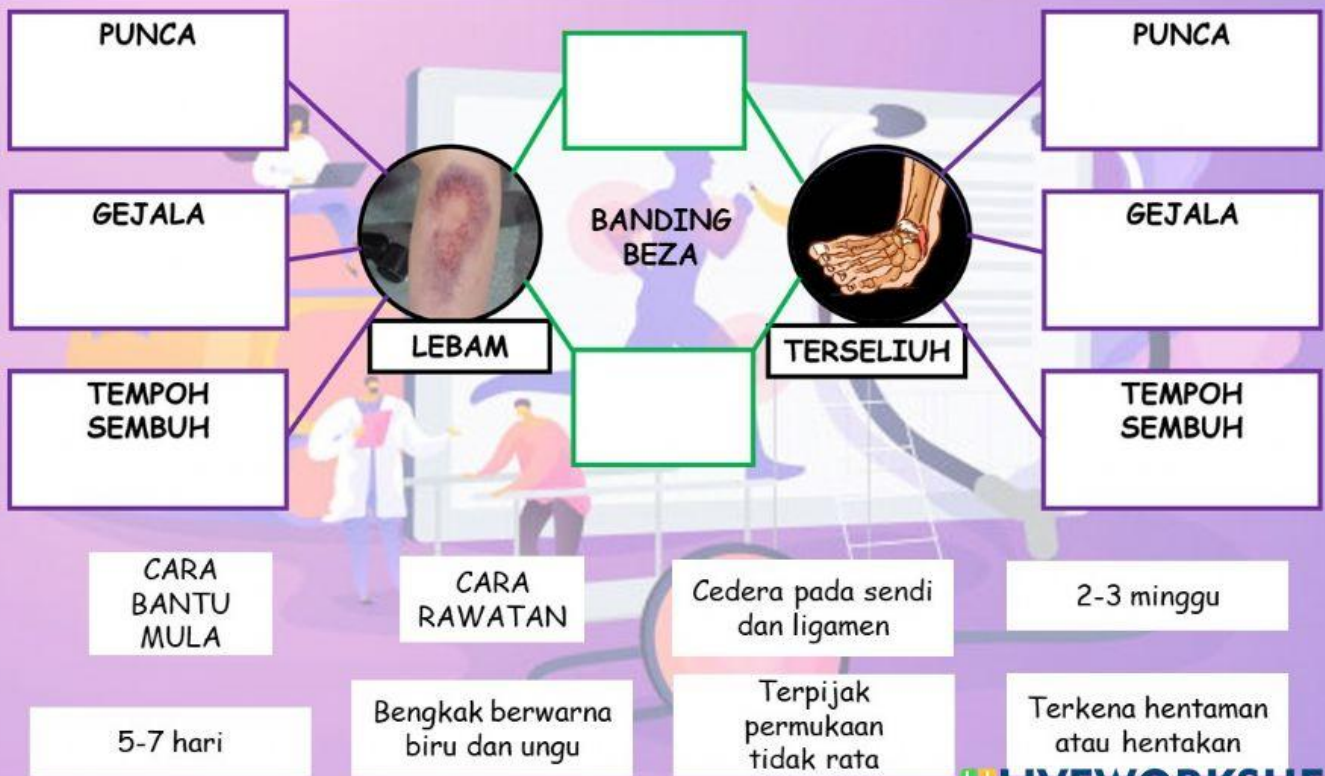 PUNCA
PUNCA
GEJALA
BANDING
BEZA
GEJALA
LEBAM
TERSELIUH
TEMPOH
SEMBUH
TEMPOH
SEMBUH
CARA
BANTU
MULA
CARA
RAWATAN
Cedera pada sendi
dan ligamen
2-3 minggu
5-7 hari
Bengkak berwarna
biru dan ungu
Terpijak
permukaan
tidak rata
Terkena hentaman
atau hentakan